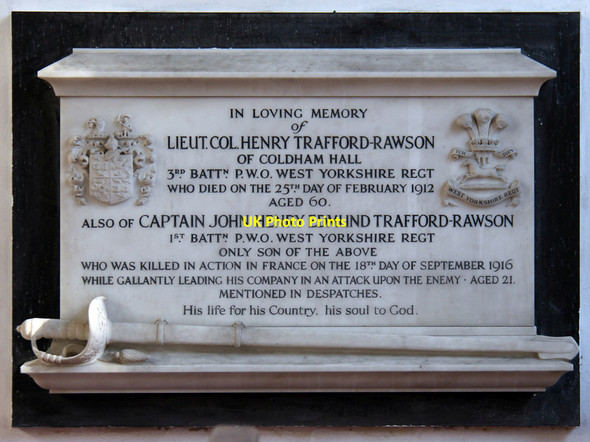 IN LOVING MEMORY
of
LIEUT. COL. HENRY TRAFFORD-RAWSON
OF COLDHAM HALL
3RD BATTN P.W.O. WEST YORKSHIRE REGT
WHO DIED ON THE 25TH DAY OF FEBRUARY 1912
AGED 60.
WEST YORKSHIRE REGT
ALSO OF CAPTAIN JOHN TRAFFORD-RAWSON
UK Photo Prints
1ST BATTN P.W.O. WEST YORKSHIRE REGT
ONLY SON OF THE ABOVE
WHO WAS KILLED IN ACTION IN FRANCE ON THE 18TH DAY OF SEPTEMBER 1916
WHILE GALLANTLY LEADING HIS COMPANY IN AN ATTACK UPON THE ENEMY · AGED 21.
MENTIONED IN DESPATCHES.
His life for his Country, his soul to God.